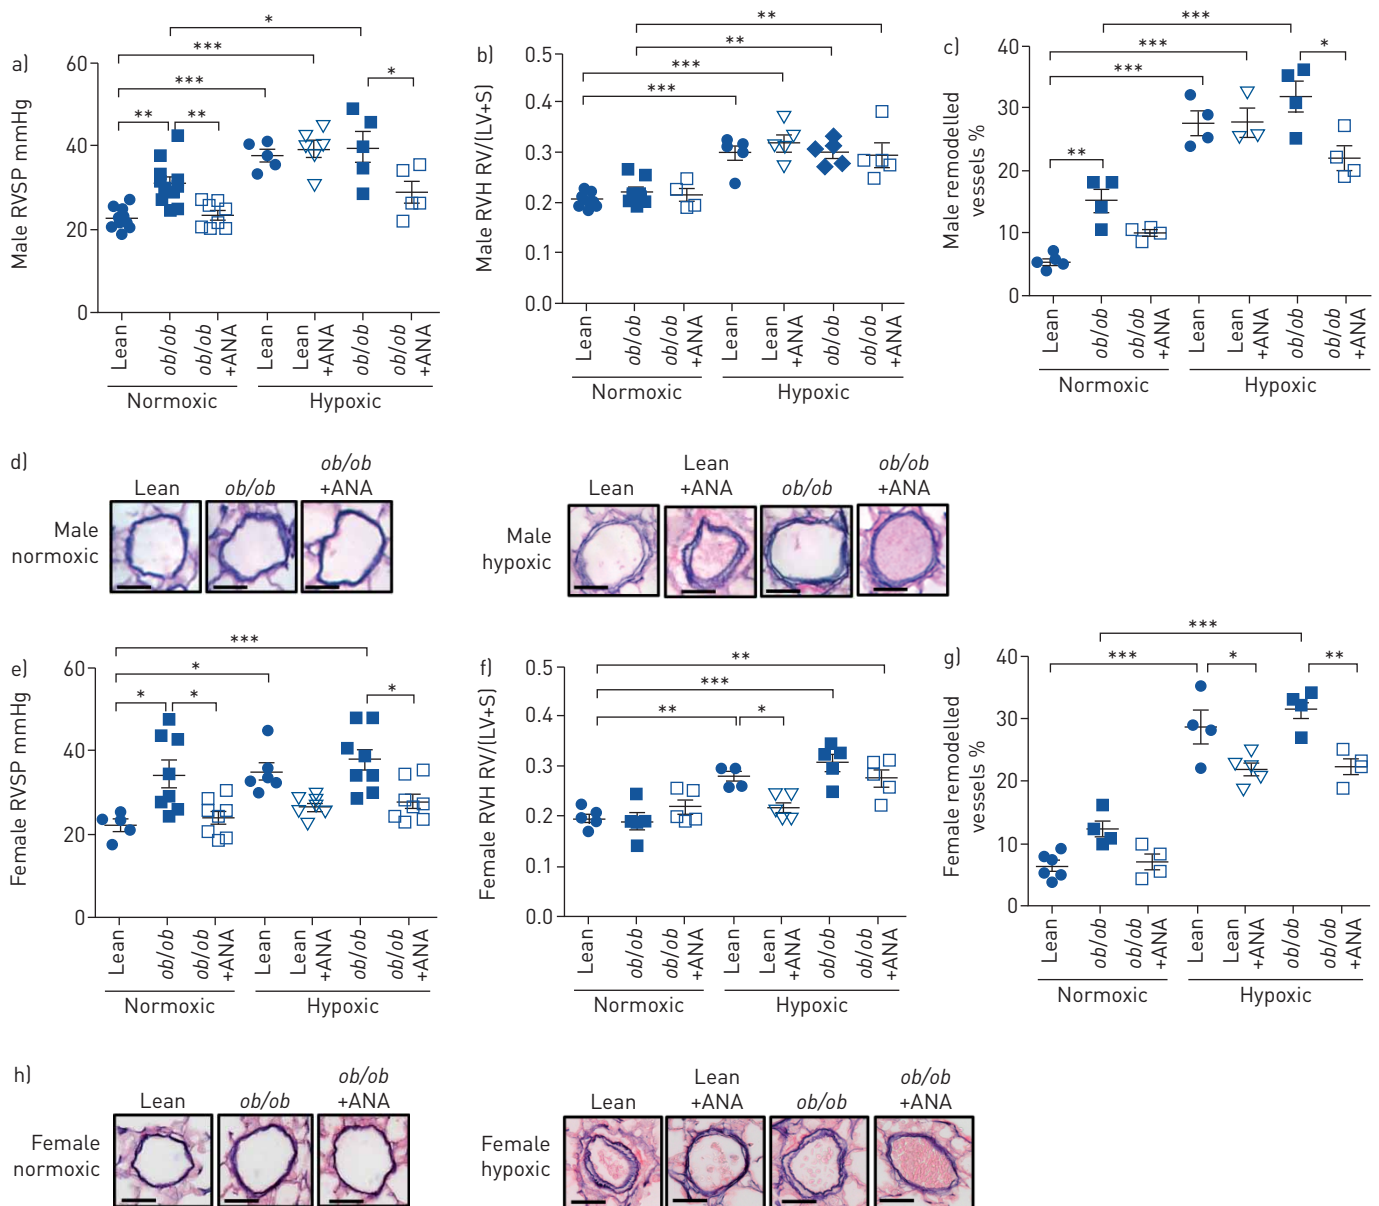 a)
Male RVSP mmHg
60
40
20
0
*
***
***
**
**
*
Lean
ob/ob
ob/ob
+ANA
Lean
Lean
+ANA
ob/ob
ob/ob
+ANA
Normoxic
Hypoxic
b)
Male RVH RV/(LV+S)
0.5
0.4
0.3
0.2
0.1
0.0
**
**
***
***
Lean
ob/ob
ob/ob
+ANA
Lean
Lean
+ANA
ob/ob
ob/ob
+ANA
Normoxic
Hypoxic
c)
Male remodelled
vessels %
40
30
20
10
0
***
***
*
***
**
Lean
ob/ob
ob/ob
+ANA
Lean
Lean
+ANA
ob/ob
ob/ob
+ANA
Normoxic
Hypoxic
d)
Male
normoxic
Lean
ob/ob
ob/ob
+ANA
Male
hypoxic
Lean
Lean
+ANA
ob/ob
ob/ob
+ANA
e)
Female RVSP mmHg
60
40
20
0
***
*
*
*
*
Lean
ob/ob
ob/ob
+ANA
Lean
Lean
+ANA
ob/ob
ob/ob
+ANA
Normoxic
Hypoxic
f)
Female RVH RV/(LV+S)
0.5
0.4
0.3
0.2
0.1
0.0
**
***
**
*
Lean
ob/ob
ob/ob
+ANA
Lean
Lean
+ANA
ob/ob
ob/ob
+ANA
Normoxic
Hypoxic
g)
Female remodelled
vessels %
40
30
20
10
0
***
***
*
**
Lean
ob/ob
ob/ob
+ANA
Lean
Lean
+ANA
ob/ob
ob/ob
+ANA
Normoxic
Hypoxic
h)
Female
normoxic
Lean
ob/ob
ob/ob
+ANA
Female
hypoxic
Lean
Lean
+ANA
ob/ob
ob/ob
+ANA